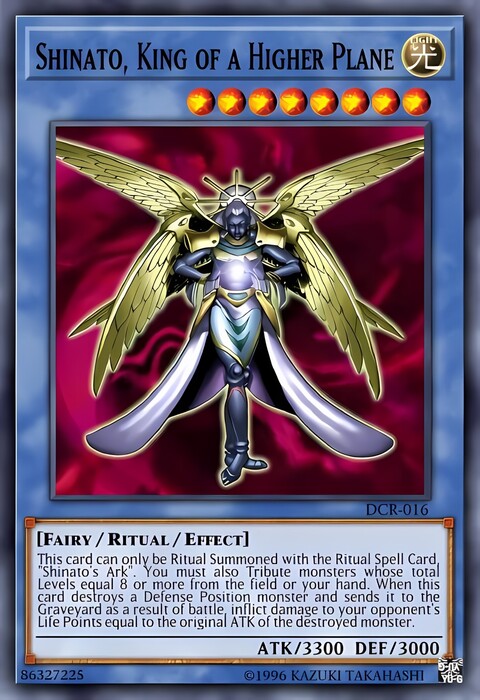 Shinato, King of a Higher Plane
LIGHT
光
DCR-016
[Fairy / Ritual / Effect]
This card can only be Ritual Summoned with the Ritual Spell Card,
"Shinato's Ark". You must also Tribute monsters whose total
Levels equal 8 or more from the field or your hand. When this
card destroys a Defense Position monster and sends it to the
Graveyard as a result of battle, inflict damage to your opponent's
Life Points equal to the original ATK of the destroyed monster.
ATK/3300 DEF/3000
86327225
©1996 KAZUKI TAKAHASHI